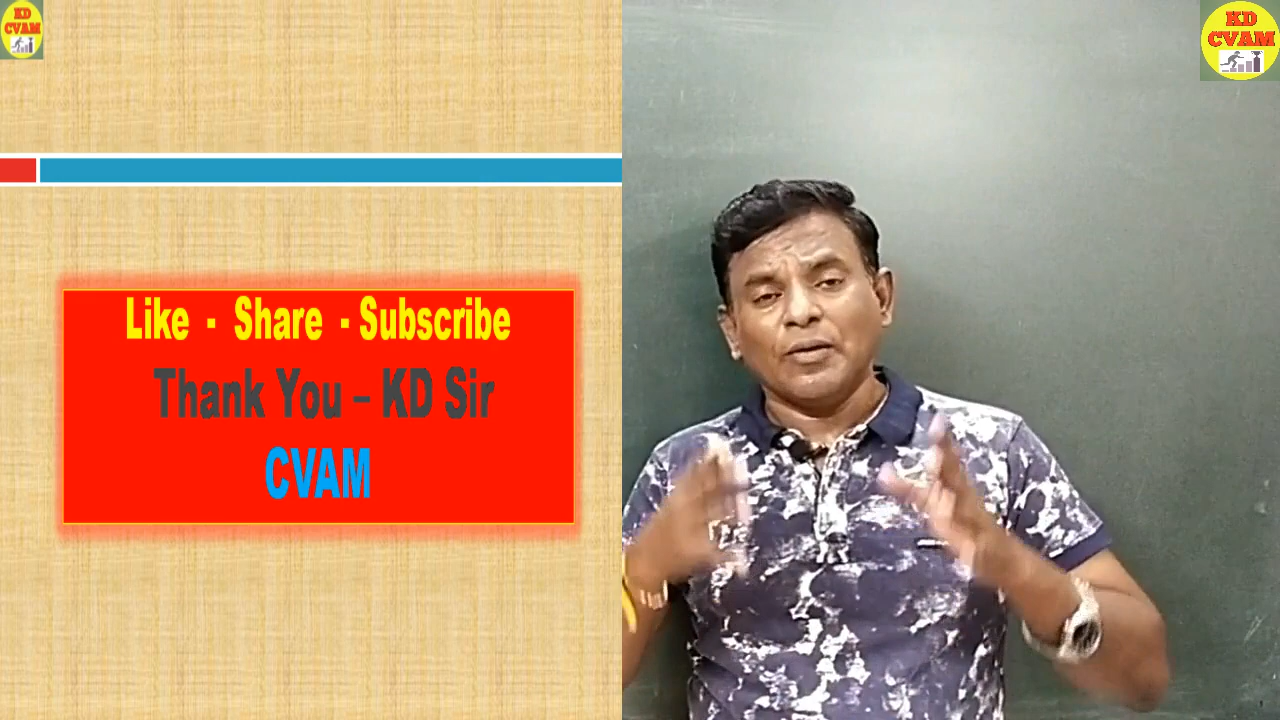 KD
CVAM
Like - Share - Subscribe
Thank You – KD Sir
CVAM
KD
CVAM